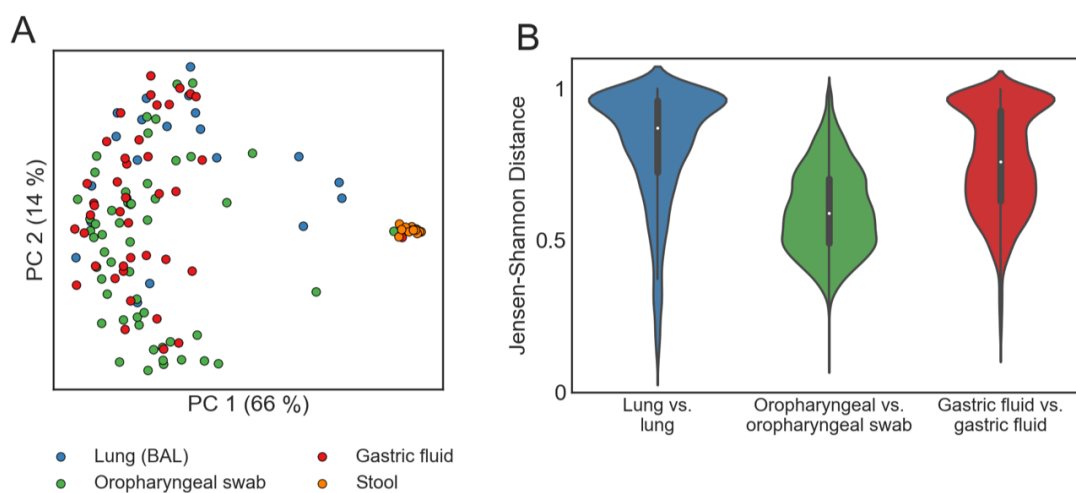 A
PC 2 (14 %)
PC 1 (66 %)
Lung (BAL)
Gastric fluid
Oropharyngeal swab
Stool
B
Jensen-Shannon Distance
1
0.5
0
Lung vs.
lung
Oropharyngeal vs.
oropharyngeal swab
Gastric fluid vs.
gastric fluid